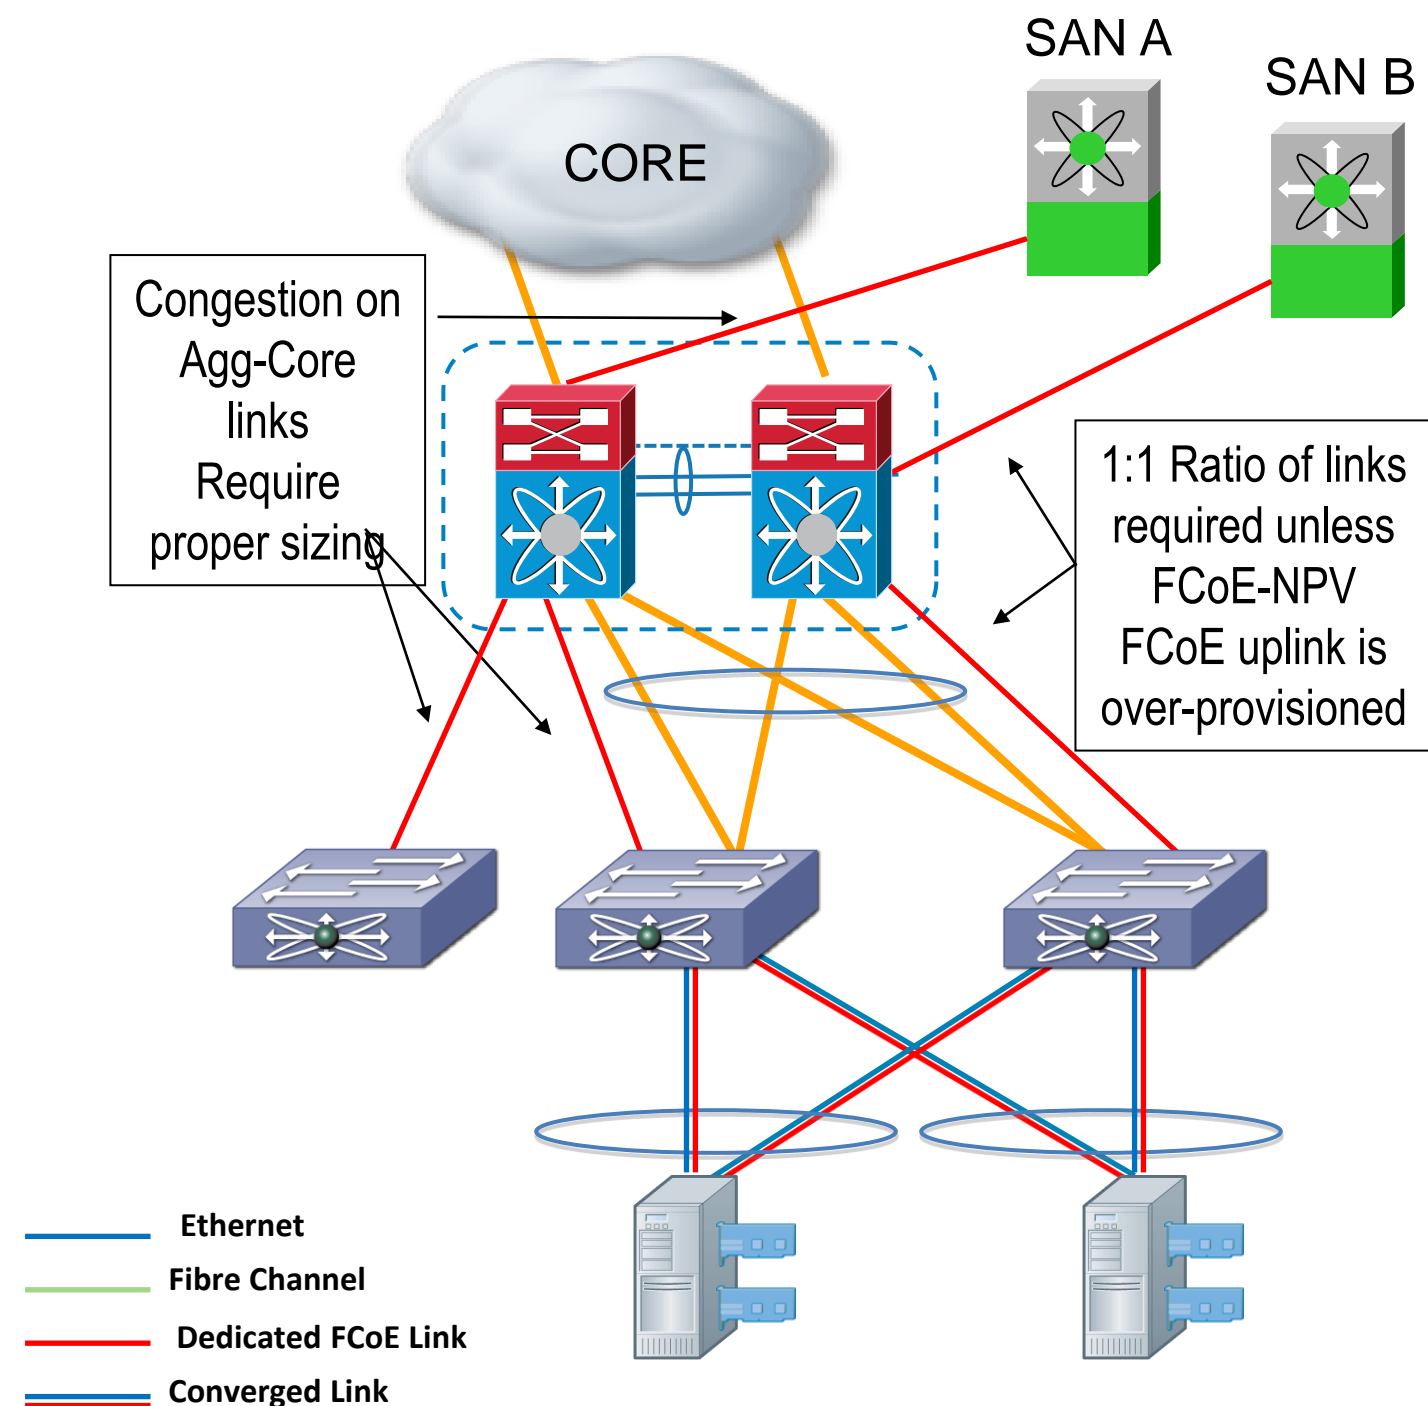 SAN A
SAN B
CORE
Congestion on
Agg-Core
links
Require
proper sizing
1:1 Ratio of links
required unless
FCoE-NPV
FCoE uplink is
over-provisioned
Ethernet
Fibre Channel
Dedicated FCoE Link
Converged Link